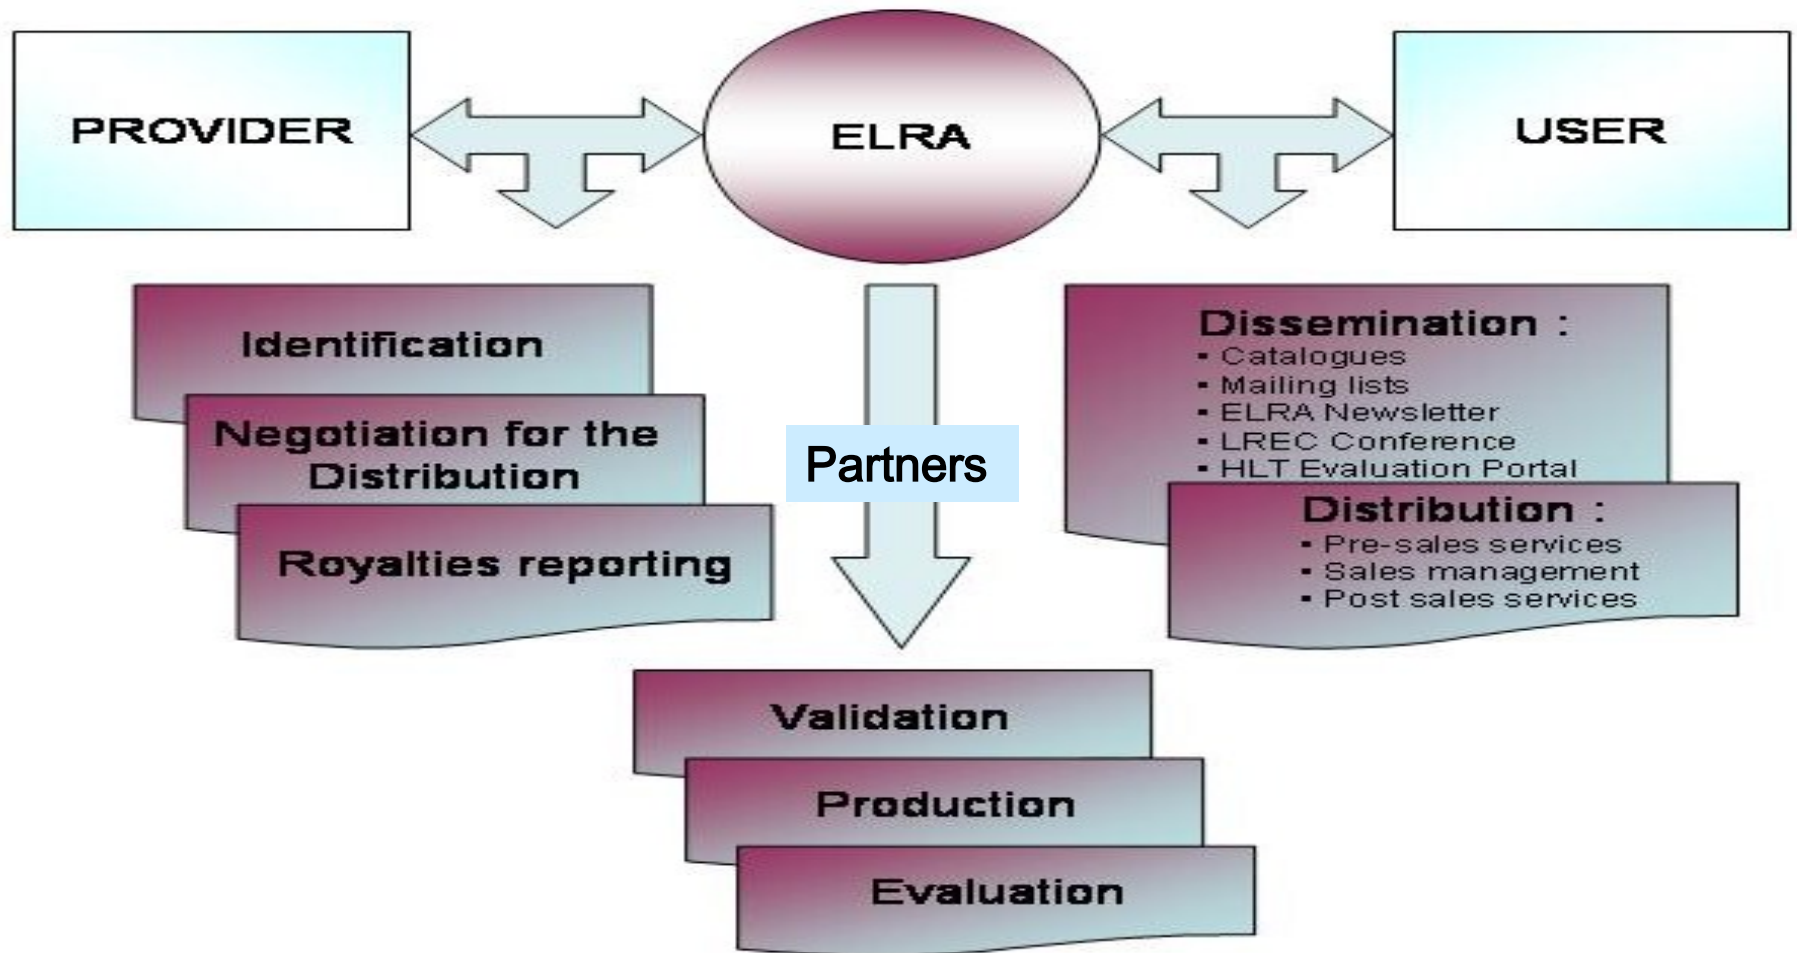 PROVIDER
ELRA
USER
Identification
Negotiation for the
Distribution
Royalties reporting
Partners
Dissemination :
▪ Catalogues
▪ Mailing lists
▪ ELRA Newsletter
▪ LREC Conference
▪ HLT Evaluation Portal
Distribution :
▪ Pre-sales services
▪ Sales management
▪ Post sales services
Validation
Production
Evaluation